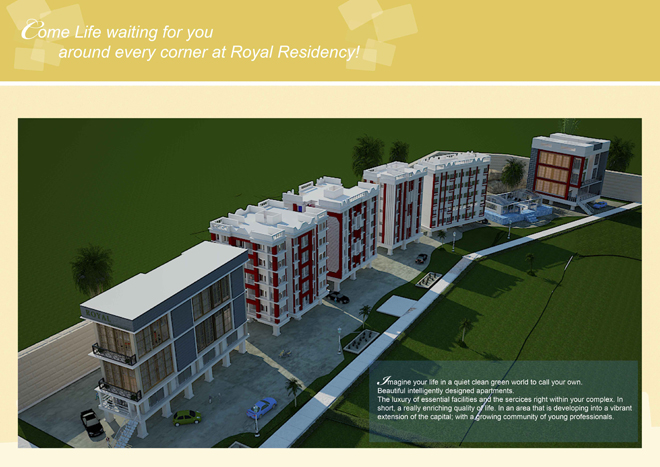 Come Life waiting for you
around every corner at Royal Residency!
ROYAL
Imagine your life in a quiet clean green world to call your own.
Beautiful intelligently designed apartments.
The luxury of essential facilities and the sercices right within your complex. In
short, a really enriching quality of life. In an area that is developing into a vibrant
extension of the capital; with a growing community of young professionals.